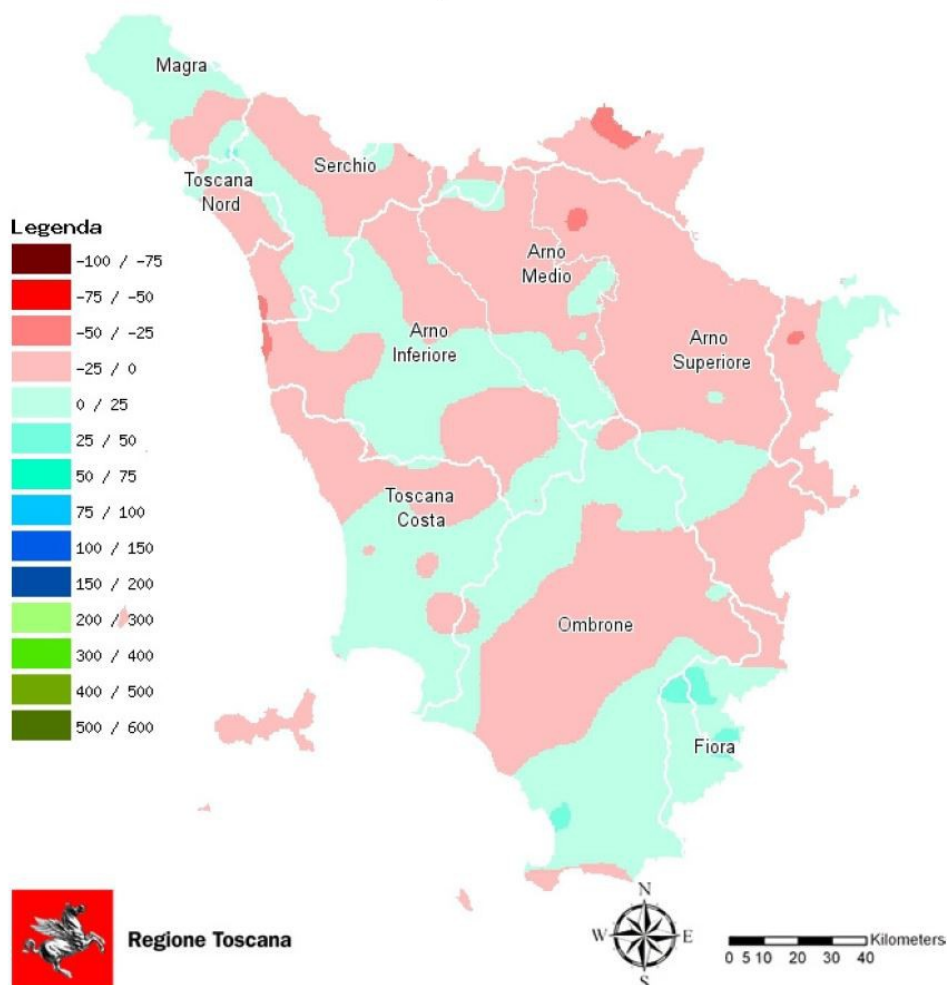 Magra
Serchio
Toscana
Nord
Legenda
-100 / -75
-75 / -50
-50 / -25
-25 / 0
0 / 25
25 / 50
50 / 75
75 / 100
100 / 150
150 / 200
200 / 300
300 / 400
400 / 500
500 / 600
Arno
Medio
Arno
Inferiore
Arno
Superiore
Toscana
Costa
Ombrone
Fiora
Regione Toscana
N
W E
S
Kilometers
0 5 10 20 30 40